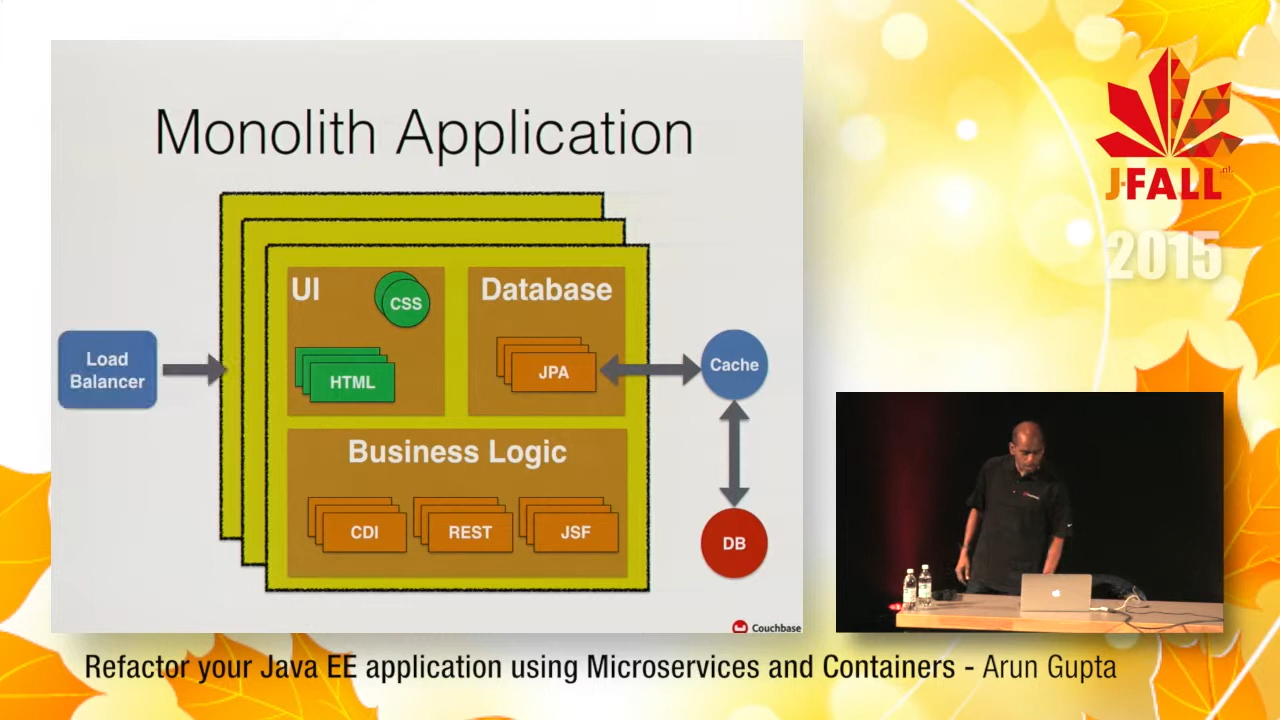 Monolith Application
UI
CSS
HTML
Database
JPA
Load
Balancer
Cache
Business Logic
CDI
REST
JSF
DB
Couchbase
J-FALL
.nl.
2015
Refactor your Java EE application using Microservices and Containers - Arun Gupta